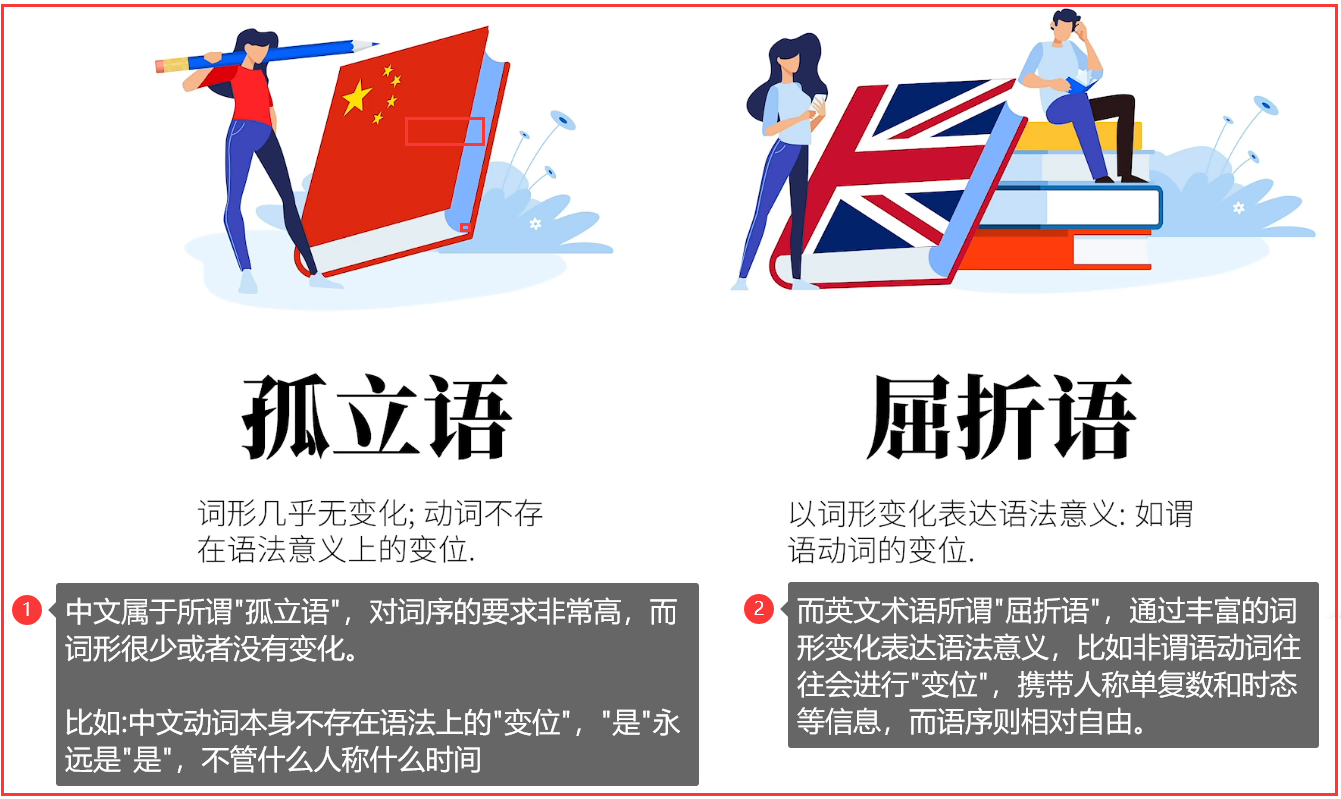 孤立语
词形几乎无变化; 动词不存
在语法意义上的变位.
1
中文属于所谓"孤立语"，对词序的要求非常高，而
词形很少或者没有变化。
比如:中文动词本身不存在语法上的"变位"，"是"永
远是"是"，不管什么人称什么时间
屈折语
以词形变化表达语法意义: 如谓
语动词的变位.
2
而英文术语所谓"屈折语"，通过丰富的词
形变化表达语法意义，比如非谓语动词往
往会进行"变位"，携带人称单复数和时态
等信息，而语序则相对自由。